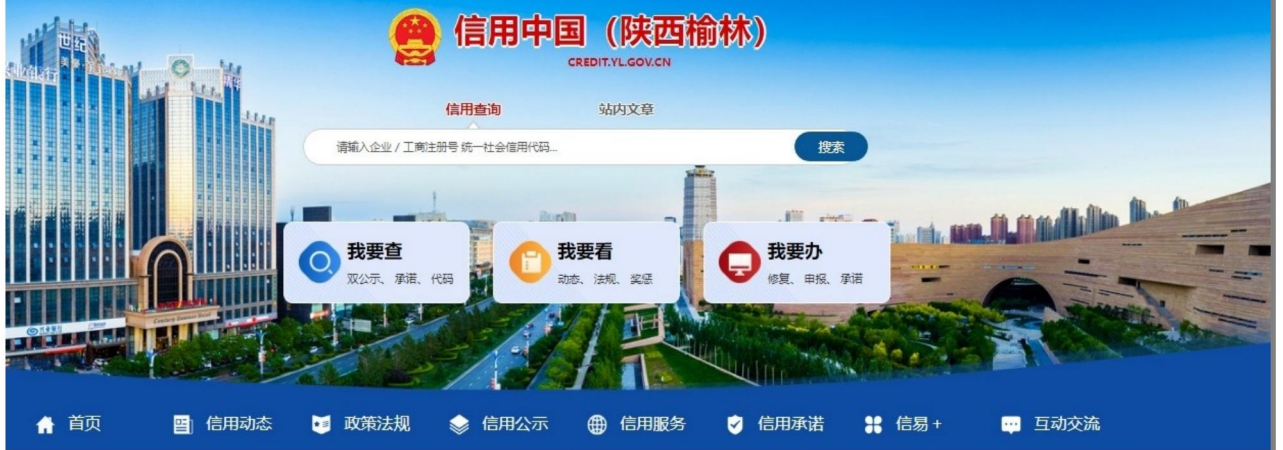 信用中国（陕西榆林）
CREDIT.YL.GOV.CN
信用查询
站内文章
请输入企业 / 工商注册号 统一社会信用代码...
搜索
我要查
双公示、承诺、代码
我要看
动态、法规、奖惩
我要办
修复、申报、承诺
世纪
首页
信用动态
政策法规
信用公示
信用服务
信用承诺
信易+
互动交流